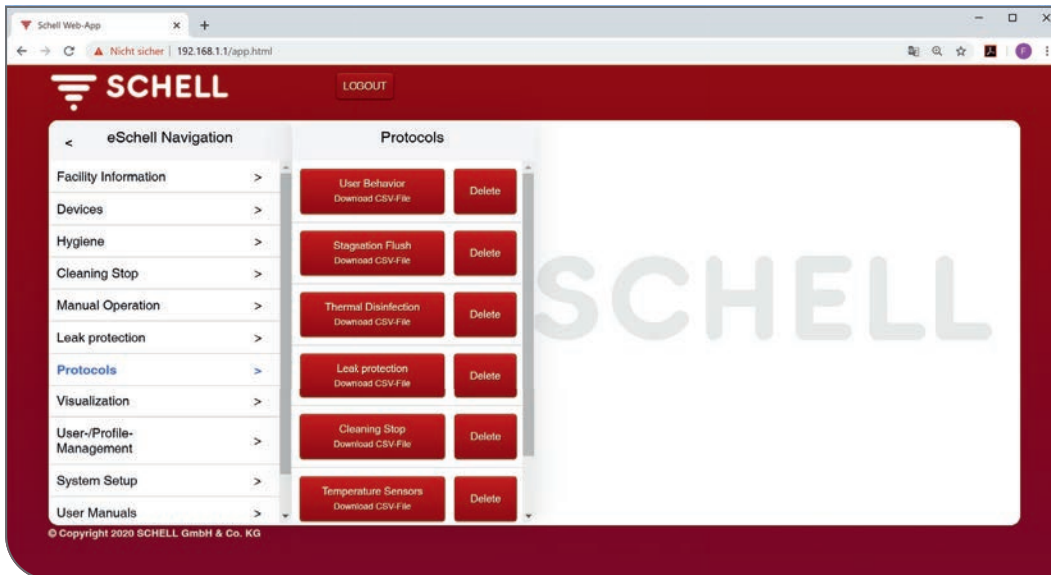 Schell Web-App
Nicht sicher | 192.168.1.1/app.html
SCHELL
LOGOUT
< eSchell Navigation
Facility Information >
Devices >
Hygiene >
Cleaning Stop >
Manual Operation >
Leak protection >
Protocols >
Visualization >
User-/Profile-
Management >
System Setup >
User Manuals >
Protocols
User Behavior
Download CSV-File
Delete
Stagnation Flush
Download CSV-File
Delete
Thermal Disinfection
Download CSV-File
Delete
Leak protection
Download CSV-File
Delete
Cleaning Stop
Download CSV-File
Delete
Temperature Sensors
Download CSV-File
Delete
SCHELL
© Copyright 2020 SCHELL GmbH & Co. KG